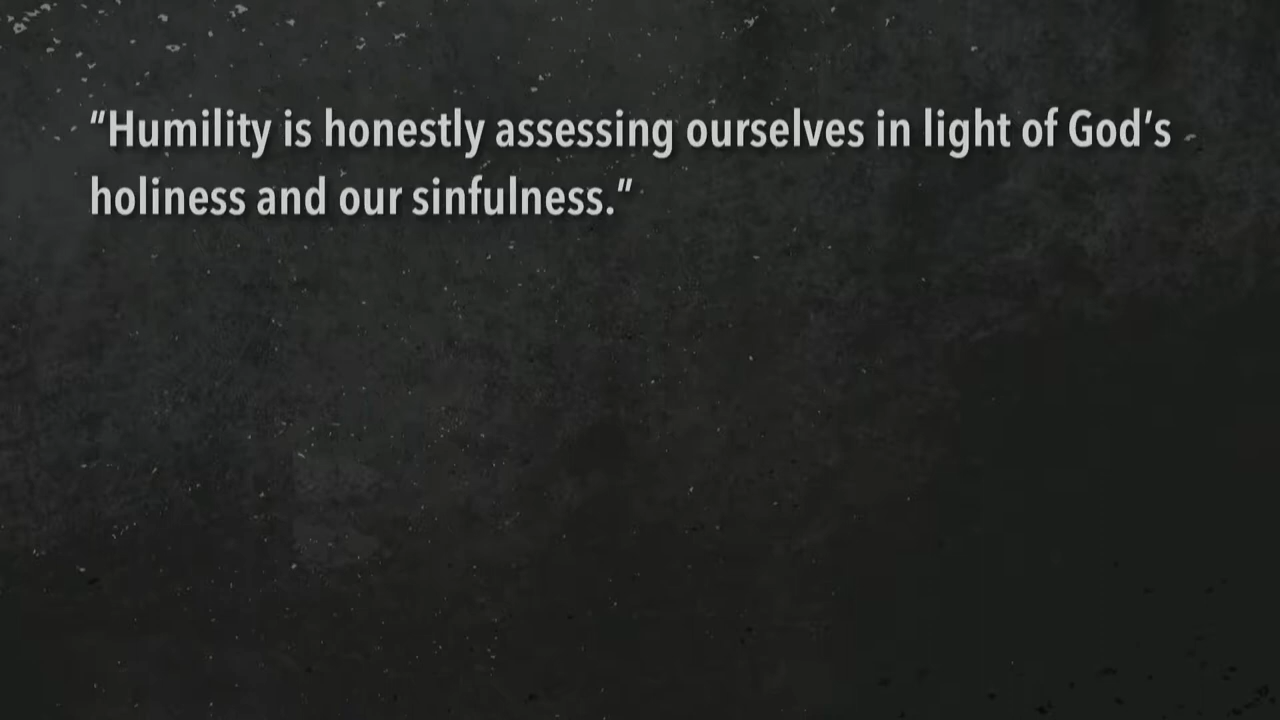 “Humility is honestly assessing ourselves in light of God’s
holiness and our sinfulness.”